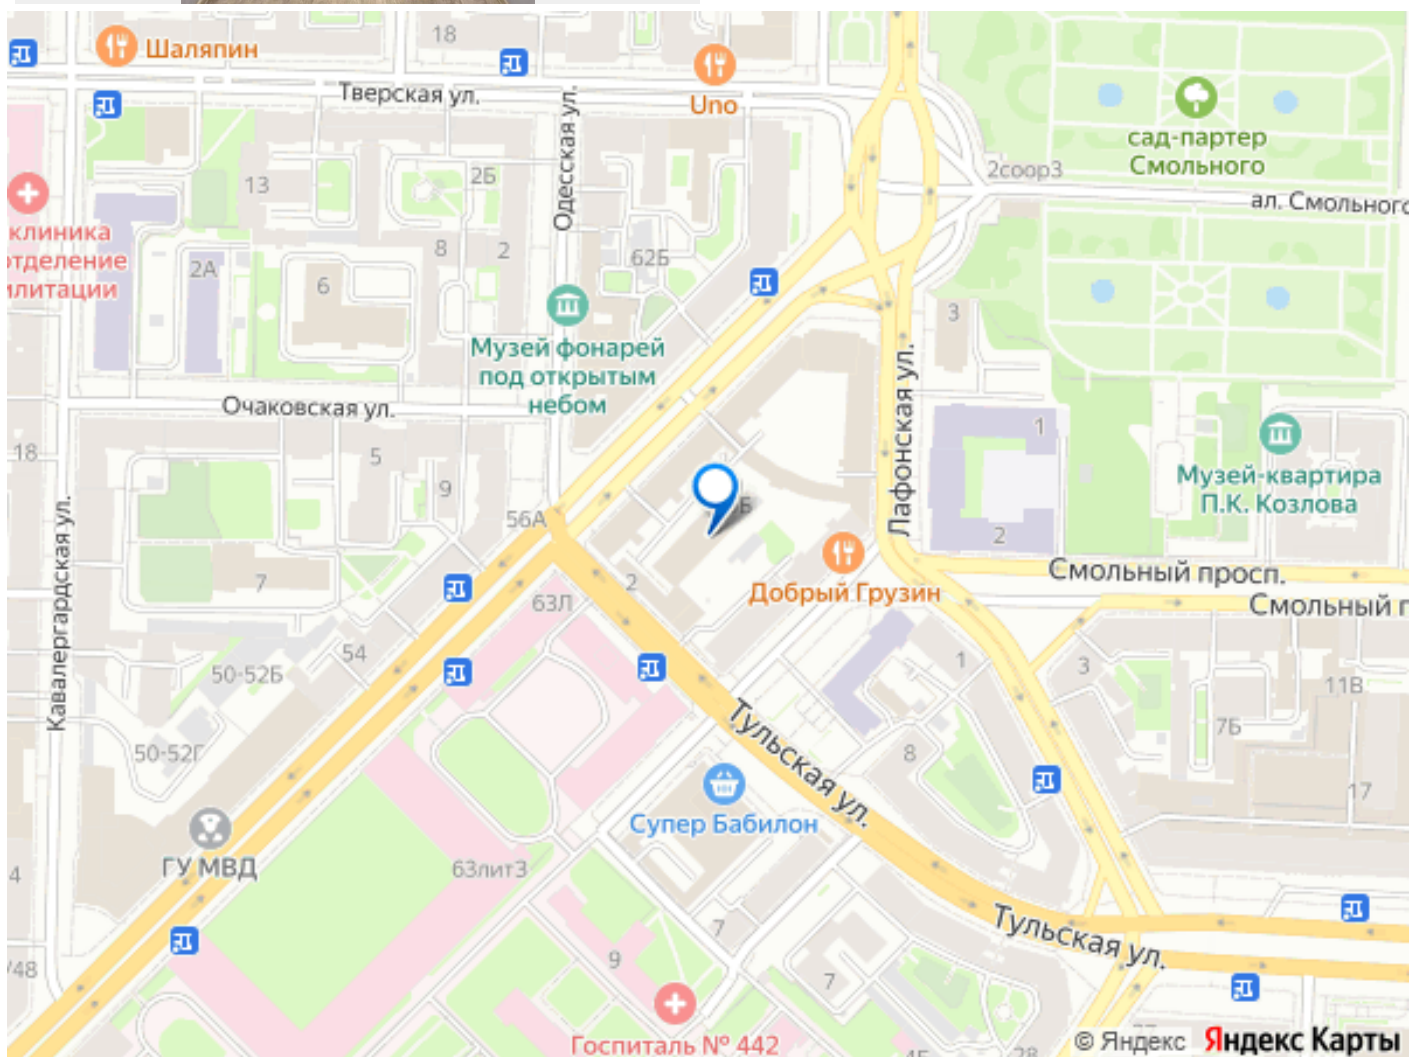 18
Шаляпин
Тверская ул.
Uno
Одесская ул.
сад-партер
Смольного
2соор3
ал. Смольного
13
2Б
клиника
отделение
илитации
2А
8
2
62Б
6
3
Музей фонарей
под открытым
небом
Лафонская ул.
Очаковская ул.
1
18
5
9
Музей-квартира
П.К. Козлова
Б
56А
2
Кавалергардская ул.
7
2
63Л
Добрый Грузин
Смольный просп.
Смольный п
54
50-52Б
1
3
11В
50-52Г
Тульская ул.
8
7Б
17
Супер Бабилон
ГУ МВД
4
63лит3
Тульская ул.
7
/48
9
7
Госпиталь № 442
4Б
28
© Яндекс Яндекс Карты